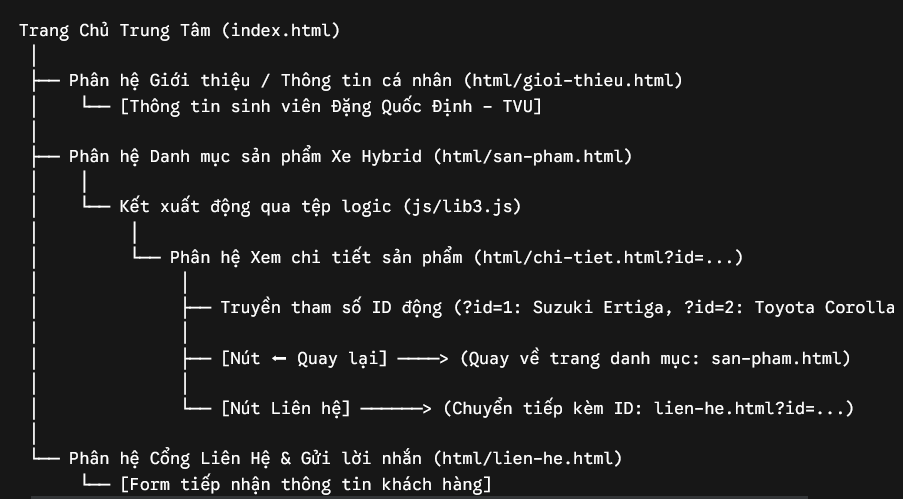 Trang Chủ Trung Tâm (index.html)
Phân hệ Giới thiệu / Thông tin cá nhân (html/gioi-thieu.html)
[Thông tin sinh viên Đặng Quốc Định - TVU]
Phân hệ Danh mục sản phẩm Xe Hybrid (html/san-pham.html)
Kết xuất động qua tệp logic (js/lib3.js)
Phân hệ Xem chi tiết sản phẩm (html/chi-tiet.html?id=...)
Truyền tham số ID động (?id=1: Suzuki Ertiga, ?id=2: Toyota Corolla
[Nút ⬅ Quay lại] ────> (Quay về trang danh mục: san-pham.html)
[Nút Liên hệ] ──────> (Chuyển tiếp kèm ID: lien-he.html?id=...)
Phân hệ Cổng Liên Hệ & Gửi lời nhắn (html/lien-he.html)
[Form tiếp nhận thông tin khách hàng]